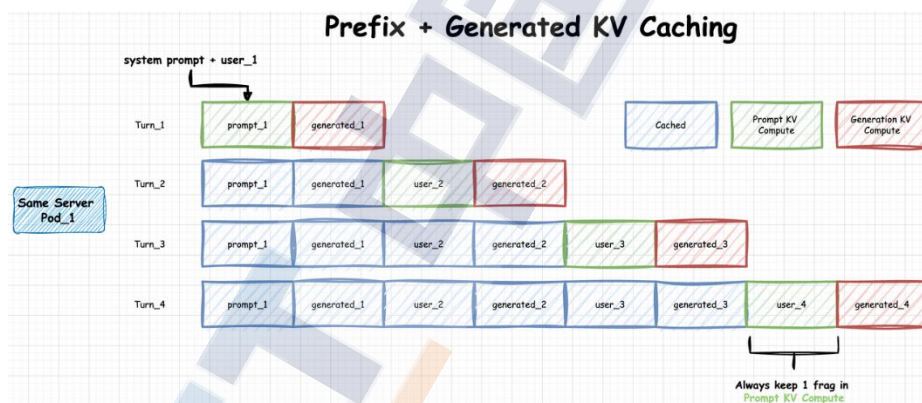 Prefix + Generated KV Caching
system prompt + user_1
Turn_1
prompt_1
generated_1
Cached
Prompt KV
Compute
Generation KV
Compute
Same Server
Pod_1
Turn_2
prompt_1
generated_1
user_2
generated_2
Turn_3
prompt_1
generated_1
user_2
generated_2
user_3
generated_3
Turn_4
prompt_1
generated_1
user_2
generated_2
user_3
generated_3
user_4
generated_4
Always keep 1 frag in
Prompt KV Compute